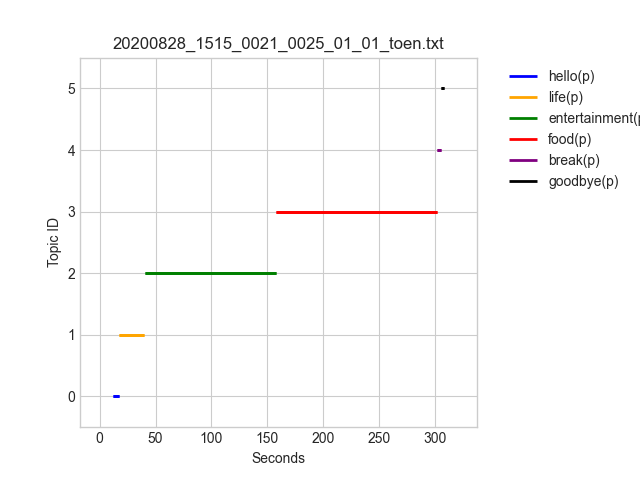 20200828_1515_0021_0025_01_01_toen.txt
hello(p)
life(p)
entertainment(
food(p)
break(p)
goodbye(p)
Topic ID
5
4
3
2
1
0
0 50 100 150 200 250 300
Seconds